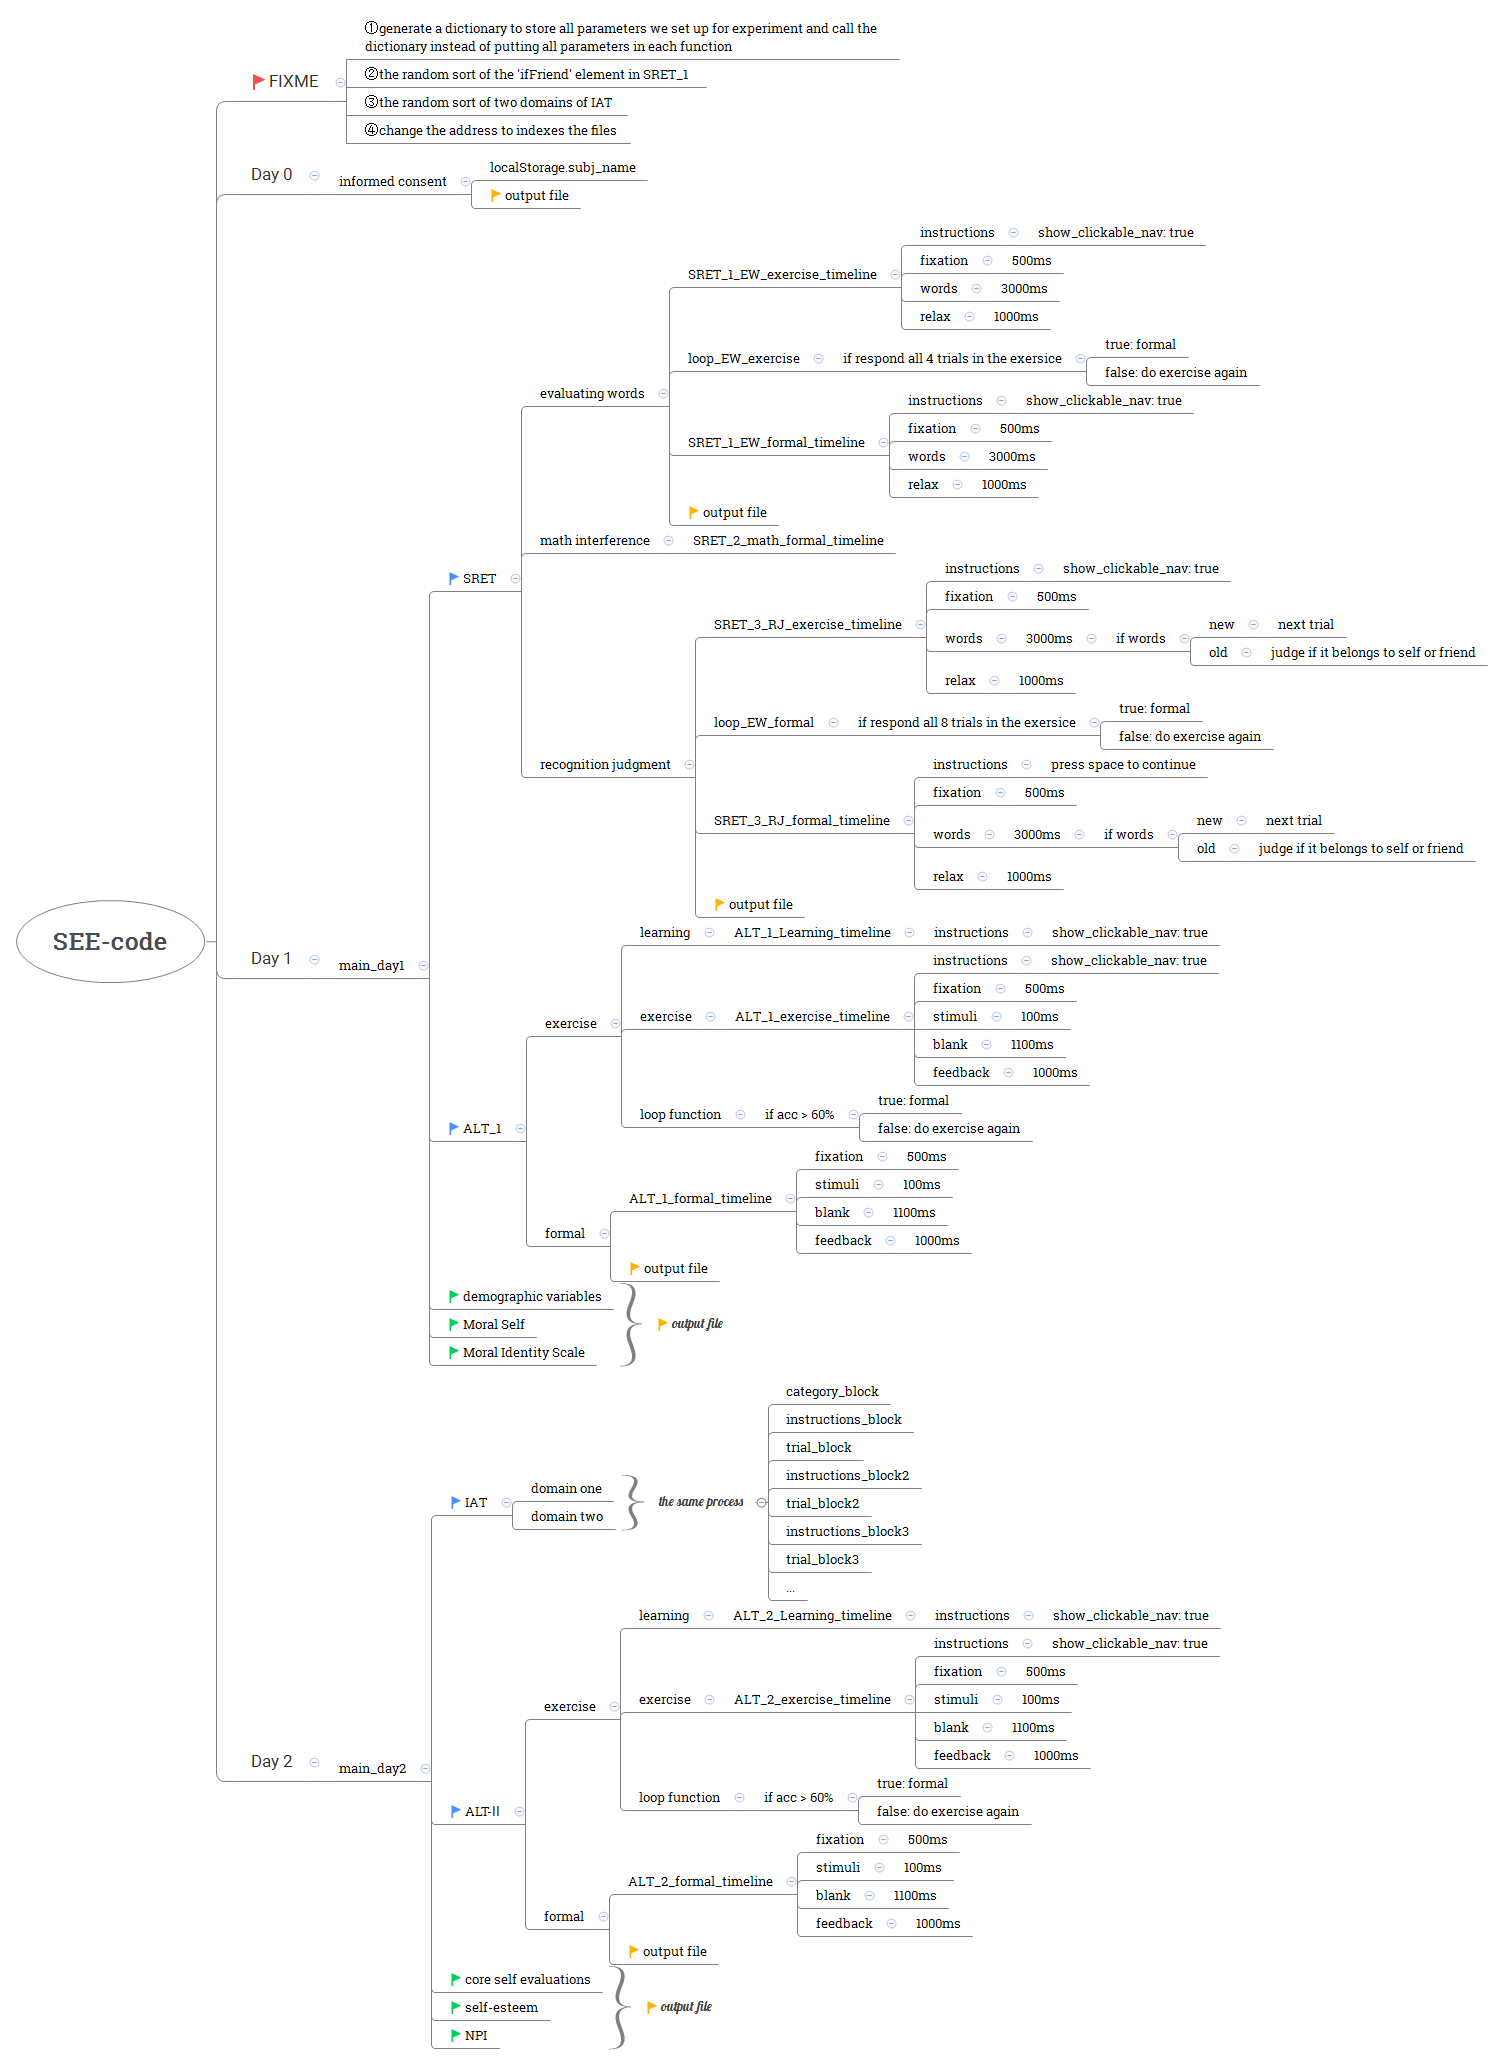 ①generate a dictionary to store all parameters we set up for experiment and call the
dictionary instead of putting all parameters in each function
FIXME
②the random sort of the 'ifFriend' element in SRET_1
③the random sort of two domains of IAT
④change the address to indexes the files
Day 0
informed consent
localStorage.subj_name
output file
SEE-code
Day 1
main_day1
SRET
evaluating words
SRET_1_EW_exercise_timeline
instructions
show_clickable_nav: true
fixation
500ms
words
3000ms
relax
1000ms
loop_EW_exercise
if respond all 4 trials in the exersice
true: formal
false: do exercise again
SRET_1_EW_formal_timeline
instructions
show_clickable_nav: true
fixation
500ms
words
3000ms
relax
1000ms
output file
math interference
SRET_2_math_formal_timeline
recognition judgment
SRET_3_RJ_exercise_timeline
instructions
show_clickable_nav: true
fixation
500ms
words
3000ms
if words
new
next trial
old
judge if it belongs to self or friend
relax
1000ms
loop_EW_formal
if respond all 8 trials in the exersice
true: formal
false: do exercise again
SRET_3_RJ_formal_timeline
instructions
press space to continue
fixation
500ms
words
3000ms
if words
new
next trial
old
judge if it belongs to self or friend
relax
1000ms
output file
ALT_1
exercise
learning
ALT_1_Learning_timeline
instructions
show_clickable_nav: true
exercise
ALT_1_exercise_timeline
instructions
show_clickable_nav: true
fixation
500ms
stimuli
100ms
blank
1100ms
feedback
1000ms
loop function
if acc > 60%
true: formal
false: do exercise again
formal
ALT_1_formal_timeline
fixation
500ms
stimuli
100ms
blank
1100ms
feedback
1000ms
output file
demographic variables
Moral Self
Moral Identity Scale
output file
Day 2
main_day2
IAT
domain one
domain two
the same process
category_block
instructions_block
trial_block
instructions_block2
trial_block2
instructions_block3
trial_block3
...
ALT-II
exercise
learning
ALT_2_Learning_timeline
instructions
show_clickable_nav: true
exercise
ALT_2_exercise_timeline
instructions
show_clickable_nav: true
fixation
500ms
stimuli
100ms
blank
1100ms
feedback
1000ms
loop function
if acc > 60%
true: formal
false: do exercise again
formal
ALT_2_formal_timeline
fixation
500ms
stimuli
100ms
blank
1100ms
feedback
1000ms
output file
core self evaluations
self-esteem
NPI
output file